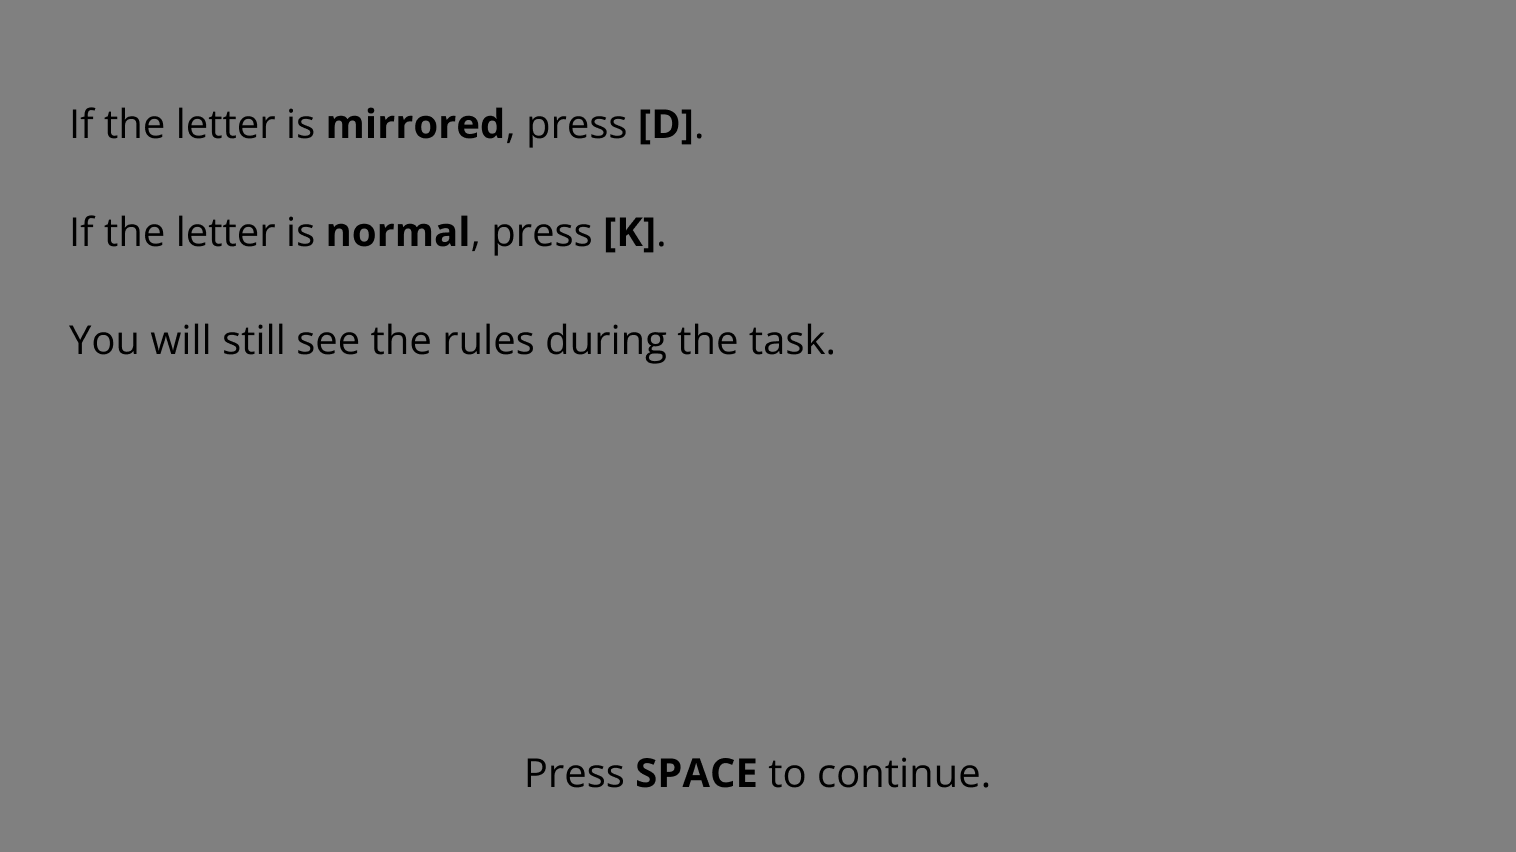 If the letter is mirrored, press [D].
If the letter is normal, press [K].
You will still see the rules during the task.
Press SPACE to continue.